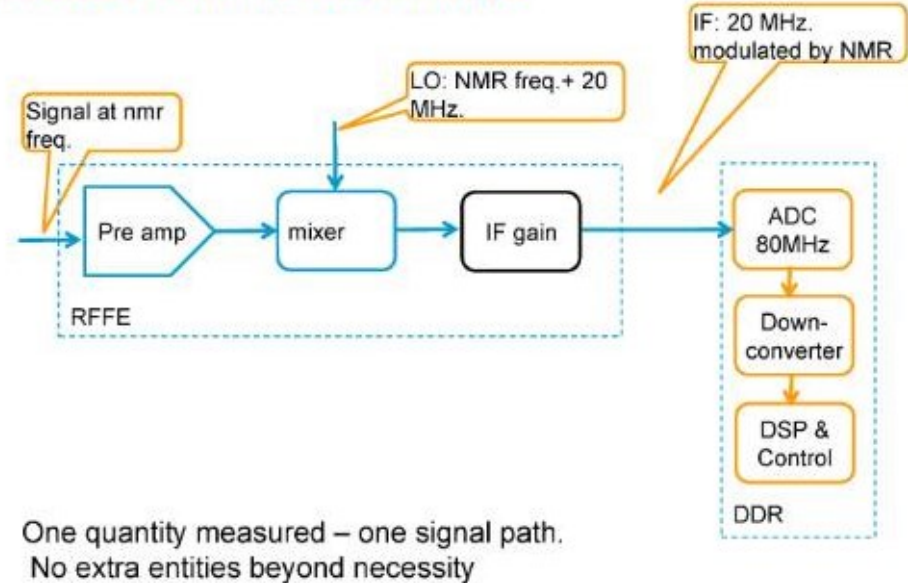 IF: 20 MHz.
modulated by NMR
LO: NMR freq.+ 20
MHz.
Signal at nmr
freq.
Pre amp
mixer
IF gain
ADC
80MHz
RFFE
Down-
converter
DSP &
Control
DDR
One quantity measured – one signal path.
No extra entities beyond necessity